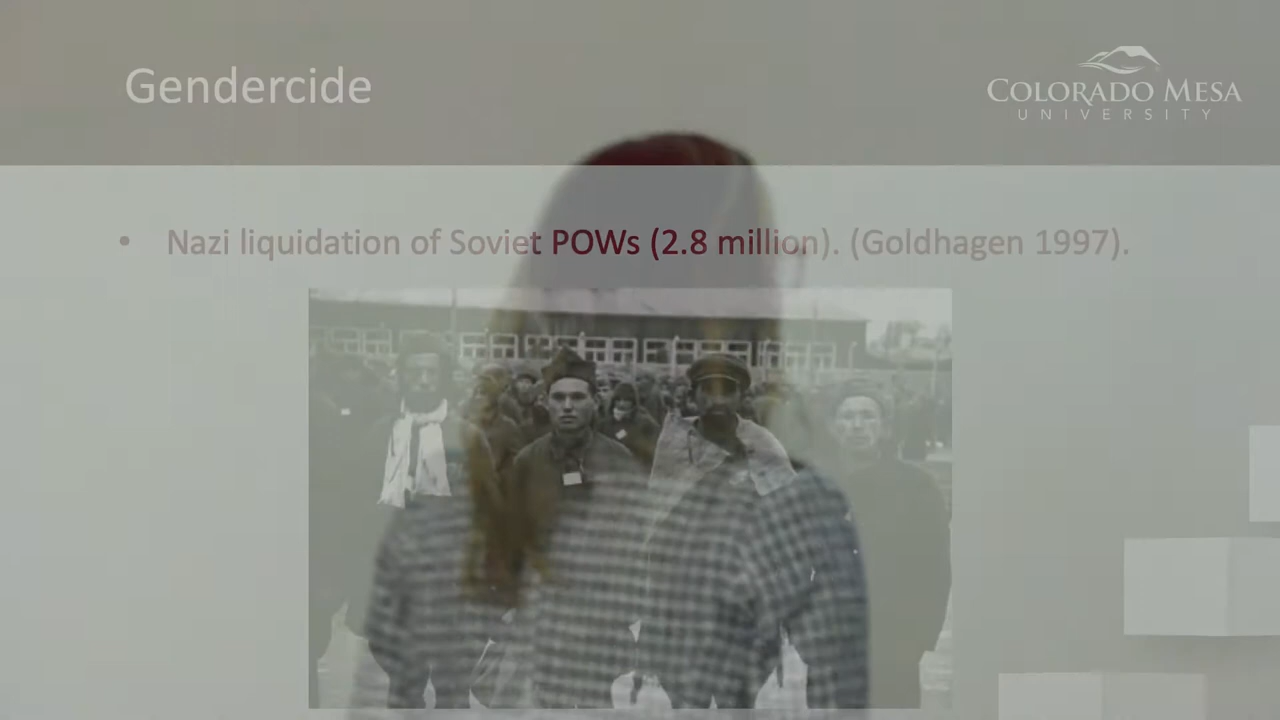 Gendercide
COLORADO MESA
UNIVERSITY
• Nazi liquidation of Soviet POWs (2.8 million). (Goldhagen 1997).